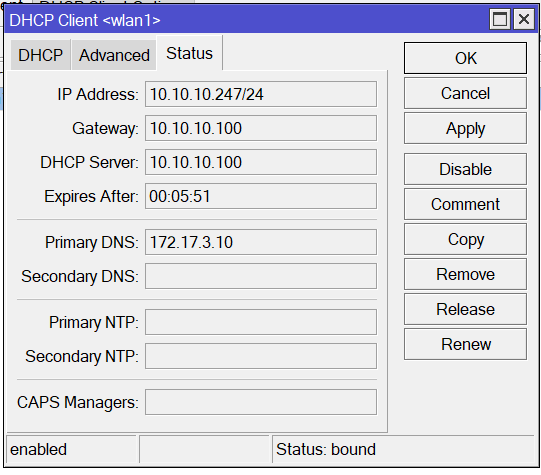 DHCP Client <wlan1>
DHCP Advanced Status
IP Address: 10.10.10.247/24
Gateway: 10.10.10.100
DHCP Server: 10.10.10.100
Expires After: 00:05:51
Primary DNS: 172.17.3.10
Secondary DNS:
Primary NTP:
Secondary NTP:
CAPS Managers:
OK
Cancel
Apply
Disable
Comment
Copy
Remove
Release
Renew
enabled
Status: bound